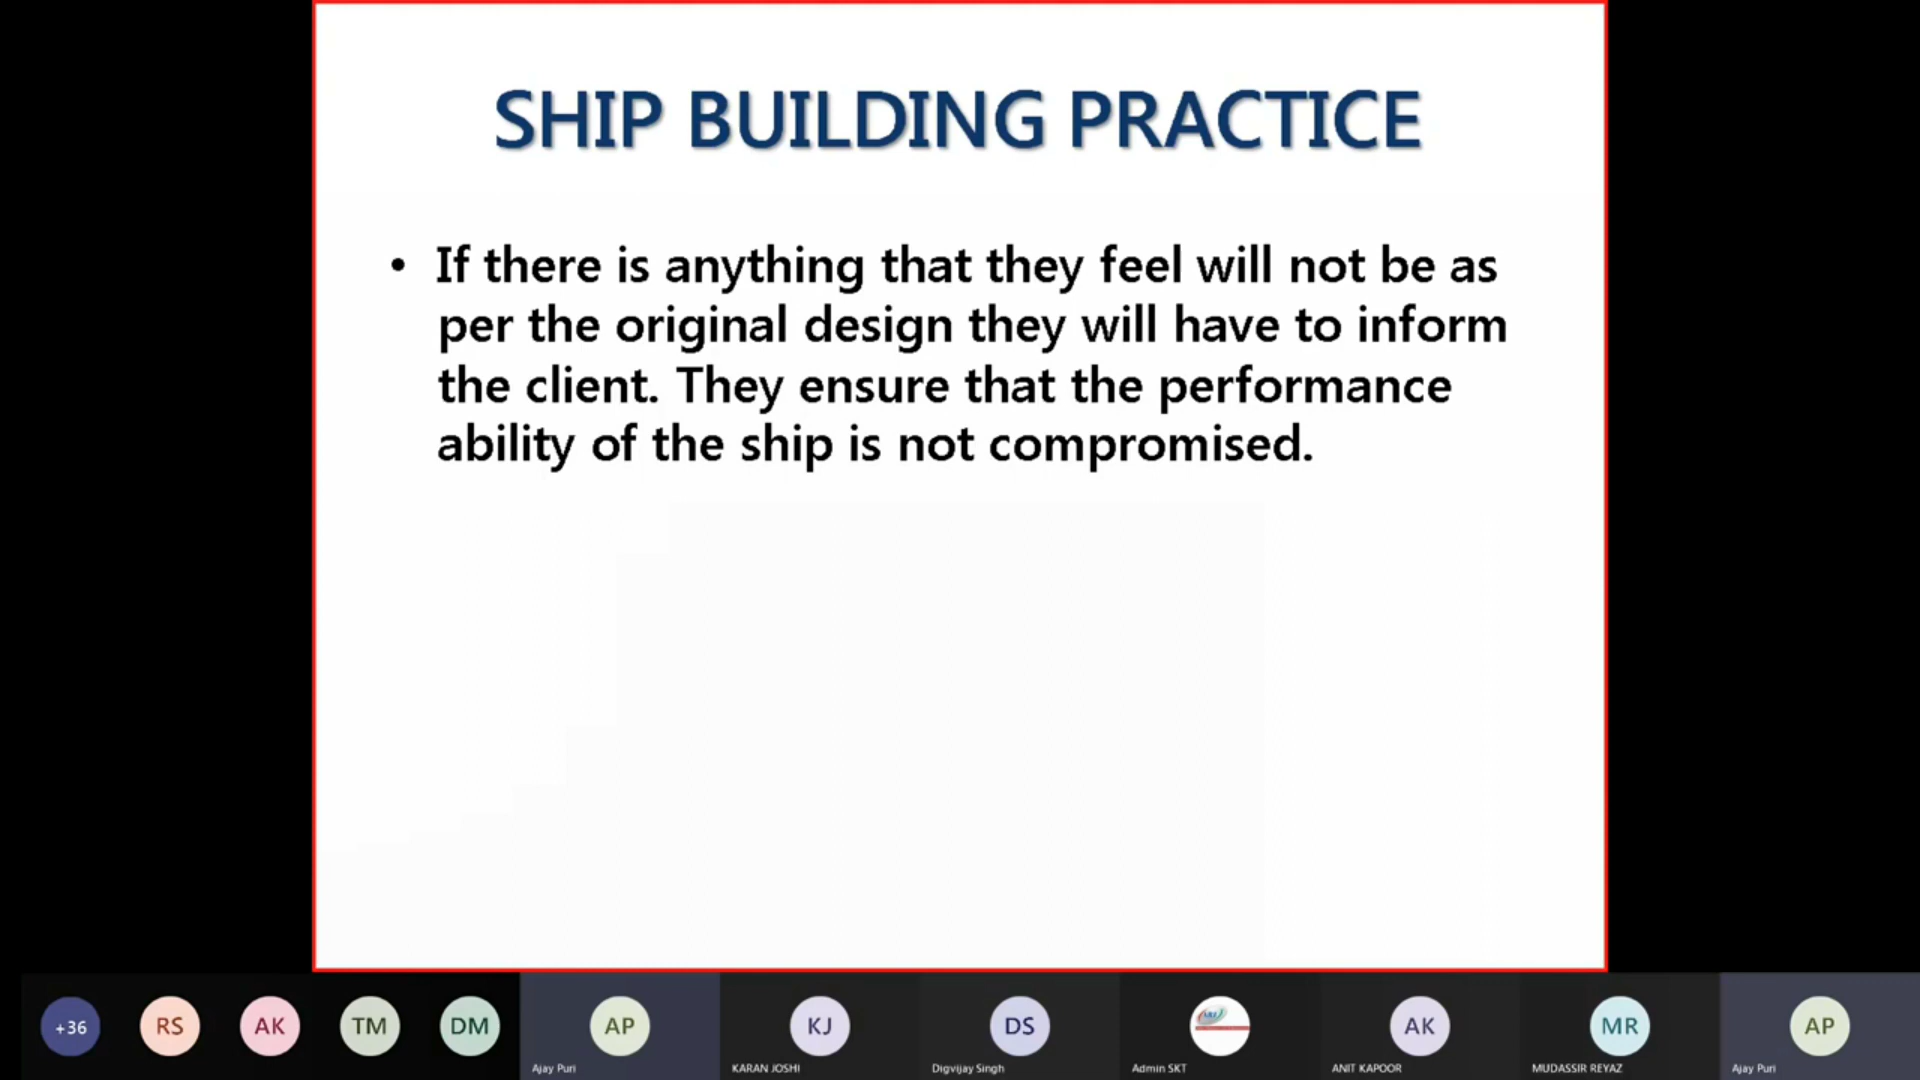 SHIP BUILDING PRACTICE
• If there is anything that they feel will not be as
per the original design they will have to inform
the client. They ensure that the performance
ability of the ship is not compromised.
+36
RS
AK
TM
DM
AP
KJ
DS
AK
MR
AP
Ajay Puri
KARAN JOSHI
Digvijay Singh
Admin SKT
ANIT KAPOOR
MUDASSIR REYAZ
Ajay Puri